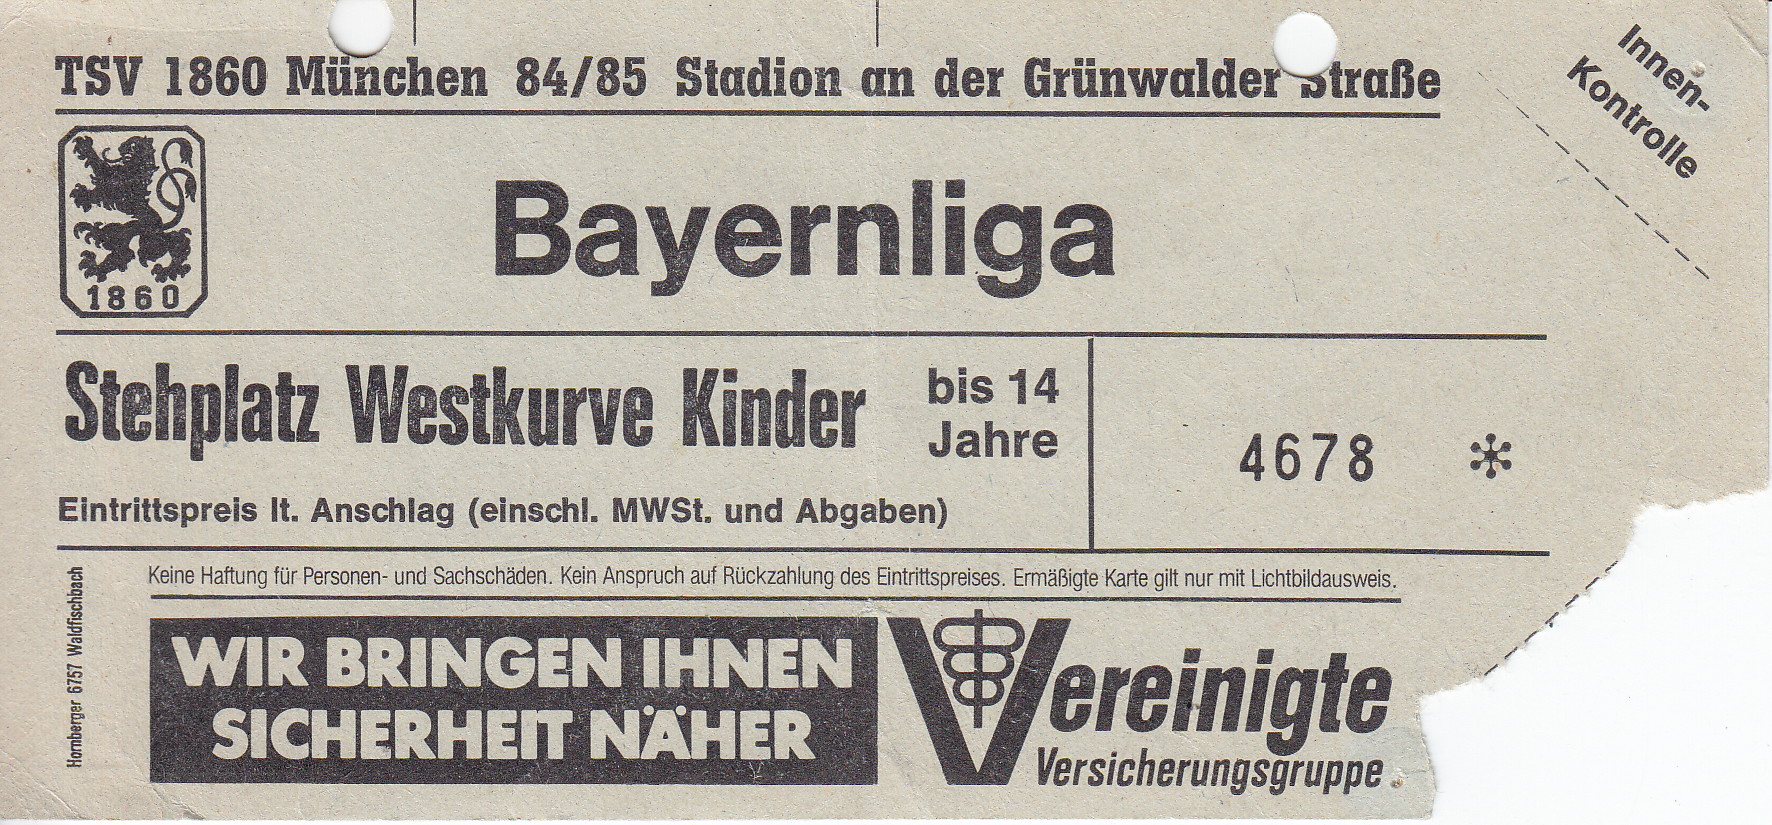 TSV 1860 München 84/85 Stadion an der Grünwalder Straße
Innen-
Kontrolle
1860
Bayernliga
Stehplatz Westkurve Kinder
bis 14
Jahre
4678 *
Eintrittspreis lt. Anschlag (einschl. MWSt. und Abgaben)
Keine Haftung für Personen- und Sachschäden. Kein Anspruch auf Rückzahlung des Eintrittspreises. Ermäßigte Karte gilt nur mit Lichtbildausweis.
Hornberger 6757 Waldfischbach
WIR BRINGEN IHNEN
SICHERHEIT NÄHER
Vereinigte
Versicherungsgruppe